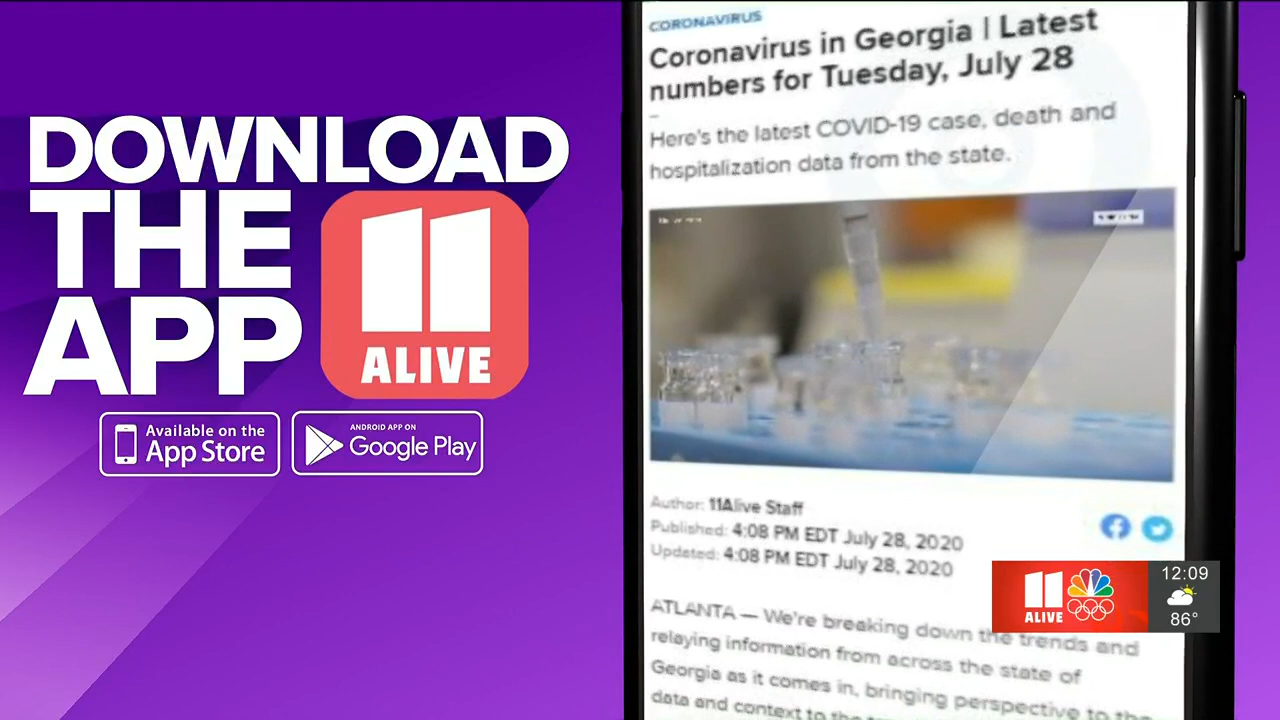 DOWNLOAD
THE
APP
11
ALIVE
Available on the
App Store
ANDROID APP ON
Google Play
CORONAVIRUS
Coronavirus in Georgia | Latest
numbers for Tuesday, July 28
Here's the latest COVID-19 case, death and
hospitalization data from the state.
Author: 11Alive Staff
Published: 4:08 PM EDT July 28, 2020
Updated: 4:08 PM EDT July 28, 2020
ATLANTA — We're breaking down the trends and
relaying information from across the state of
Georgia as it comes in, bringing perspective to the
data and context to the
11
ALIVE
12:09
86°